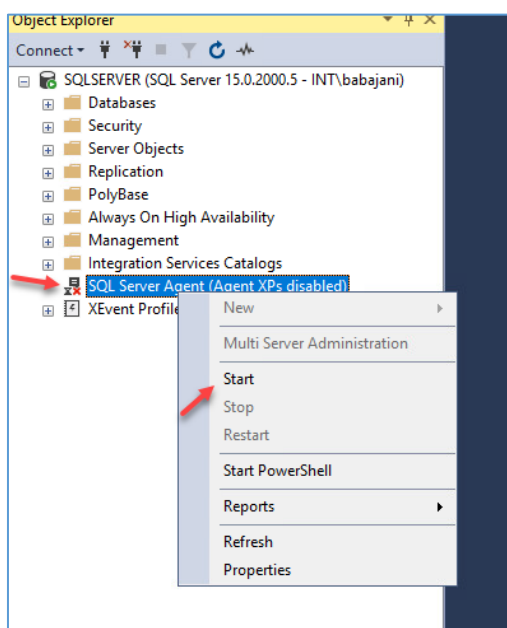 Object Explorer
Connect
SQLSERVER (SQL Server 15.0.2000.5 - INT\babajani)
Databases
Security
Server Objects
Replication
PolyBase
Always On High Availability
Management
Integration Services Catalogs
SQL Server Agent (Agent XPs disabled)
XEvent Profile
New
Multi Server Administration
Start
Stop
Restart
Start PowerShell
Reports
Refresh
Properties